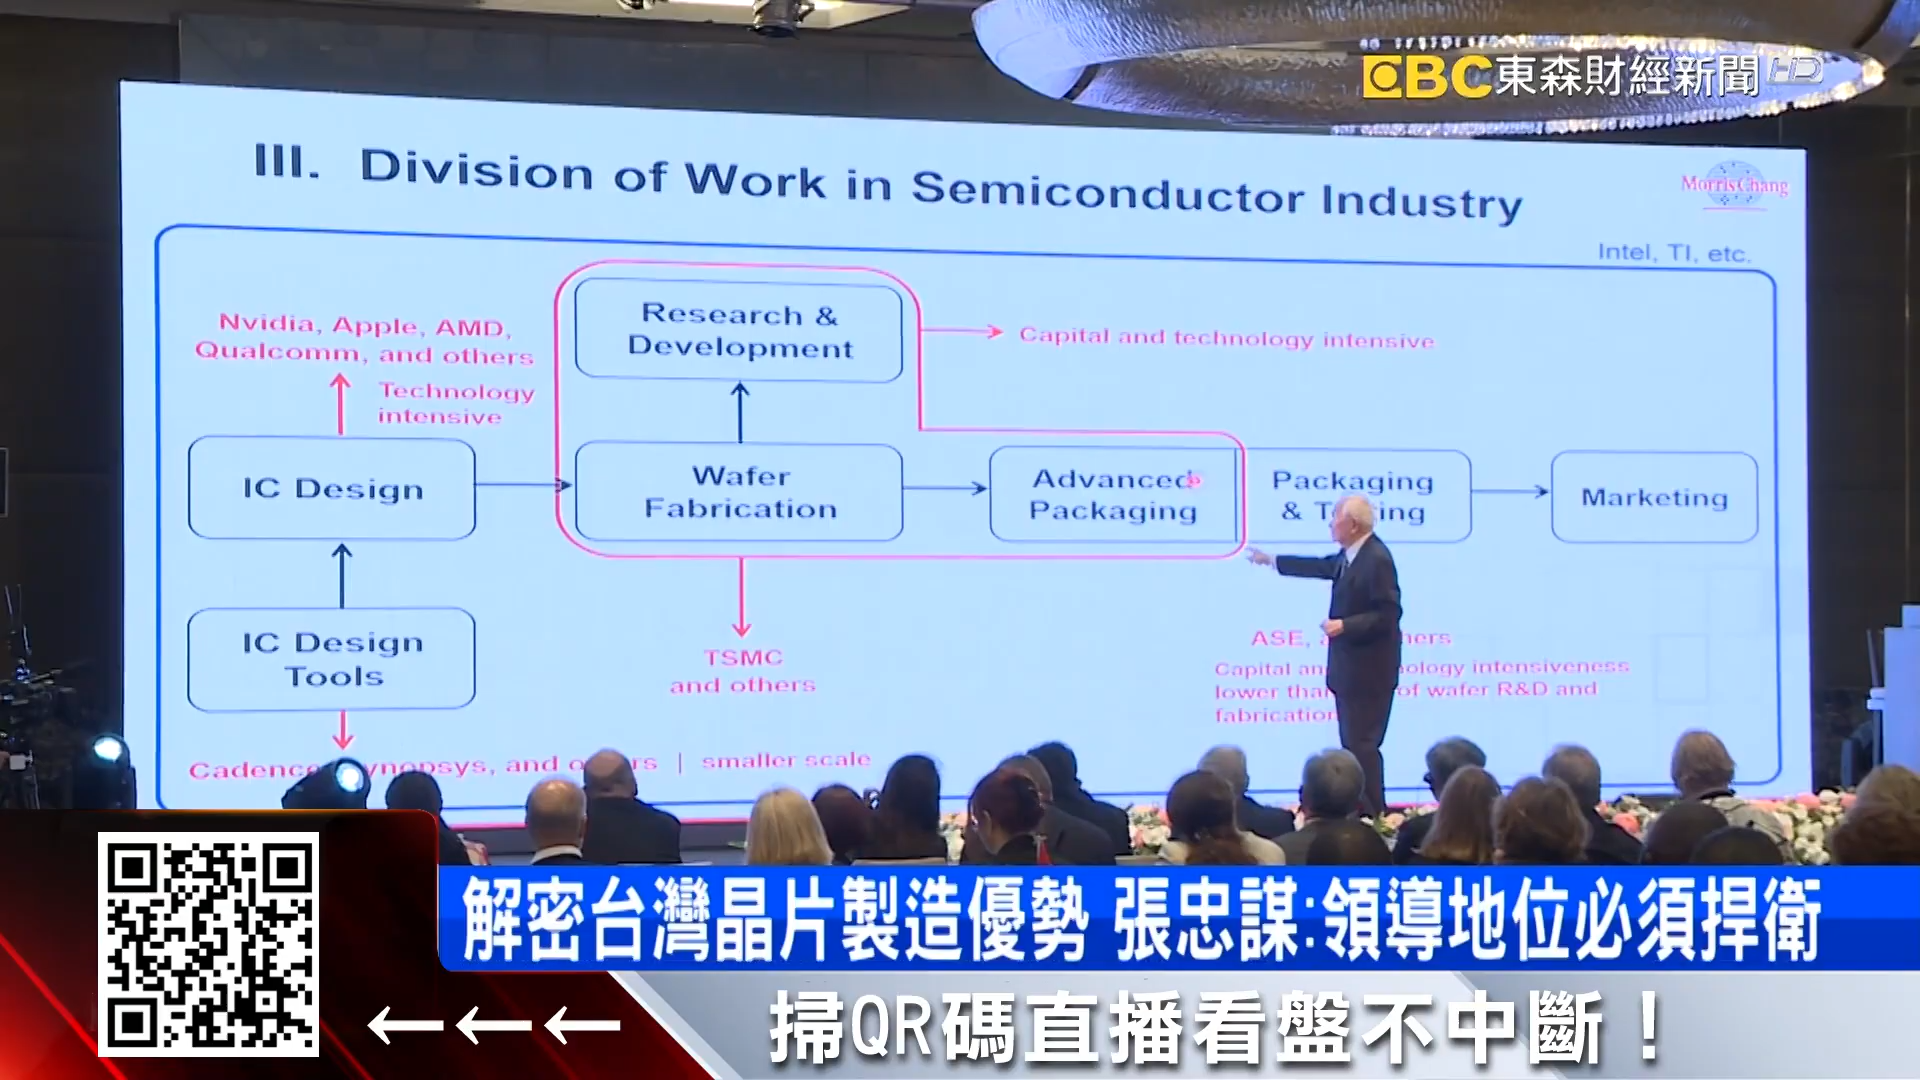 EBC東森財經新聞HD
III. Division of Work in Semiconductor Industry
Morris Chang
Intel, TI, etc.
Nvidia, Apple, AMD,
Qualcomm, and others
Technology
intensive
Research &
Development
Capital and technology intensive
IC Design
Wafer
Fabrication
Advanced
Packaging
Packaging
&
Marketing
IC Design
Tools
TSMC
and others
ASE,
Capital intensiveness
lower of wafer R&D and
fabrication
and | smaller scale
解密台灣晶片製造優勢 張忠謀:領導地位必須捍衛
←←← 掃QR碼直播看盤不中斷！